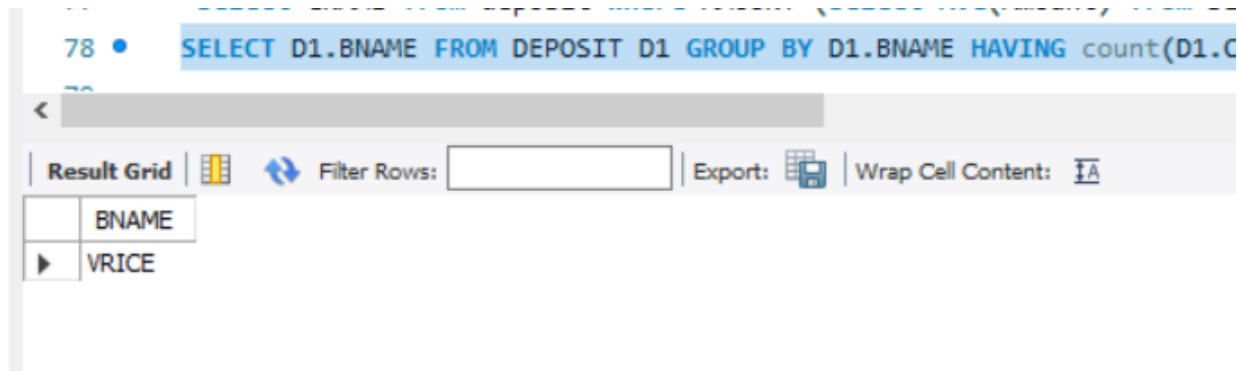 78 SELECT D1.BNAME FROM DEPOSIT D1 GROUP BY D1.BNAME HAVING count(D1.C
Result Grid Filter Rows: Export: Wrap Cell Content:
BNAME
VRICE